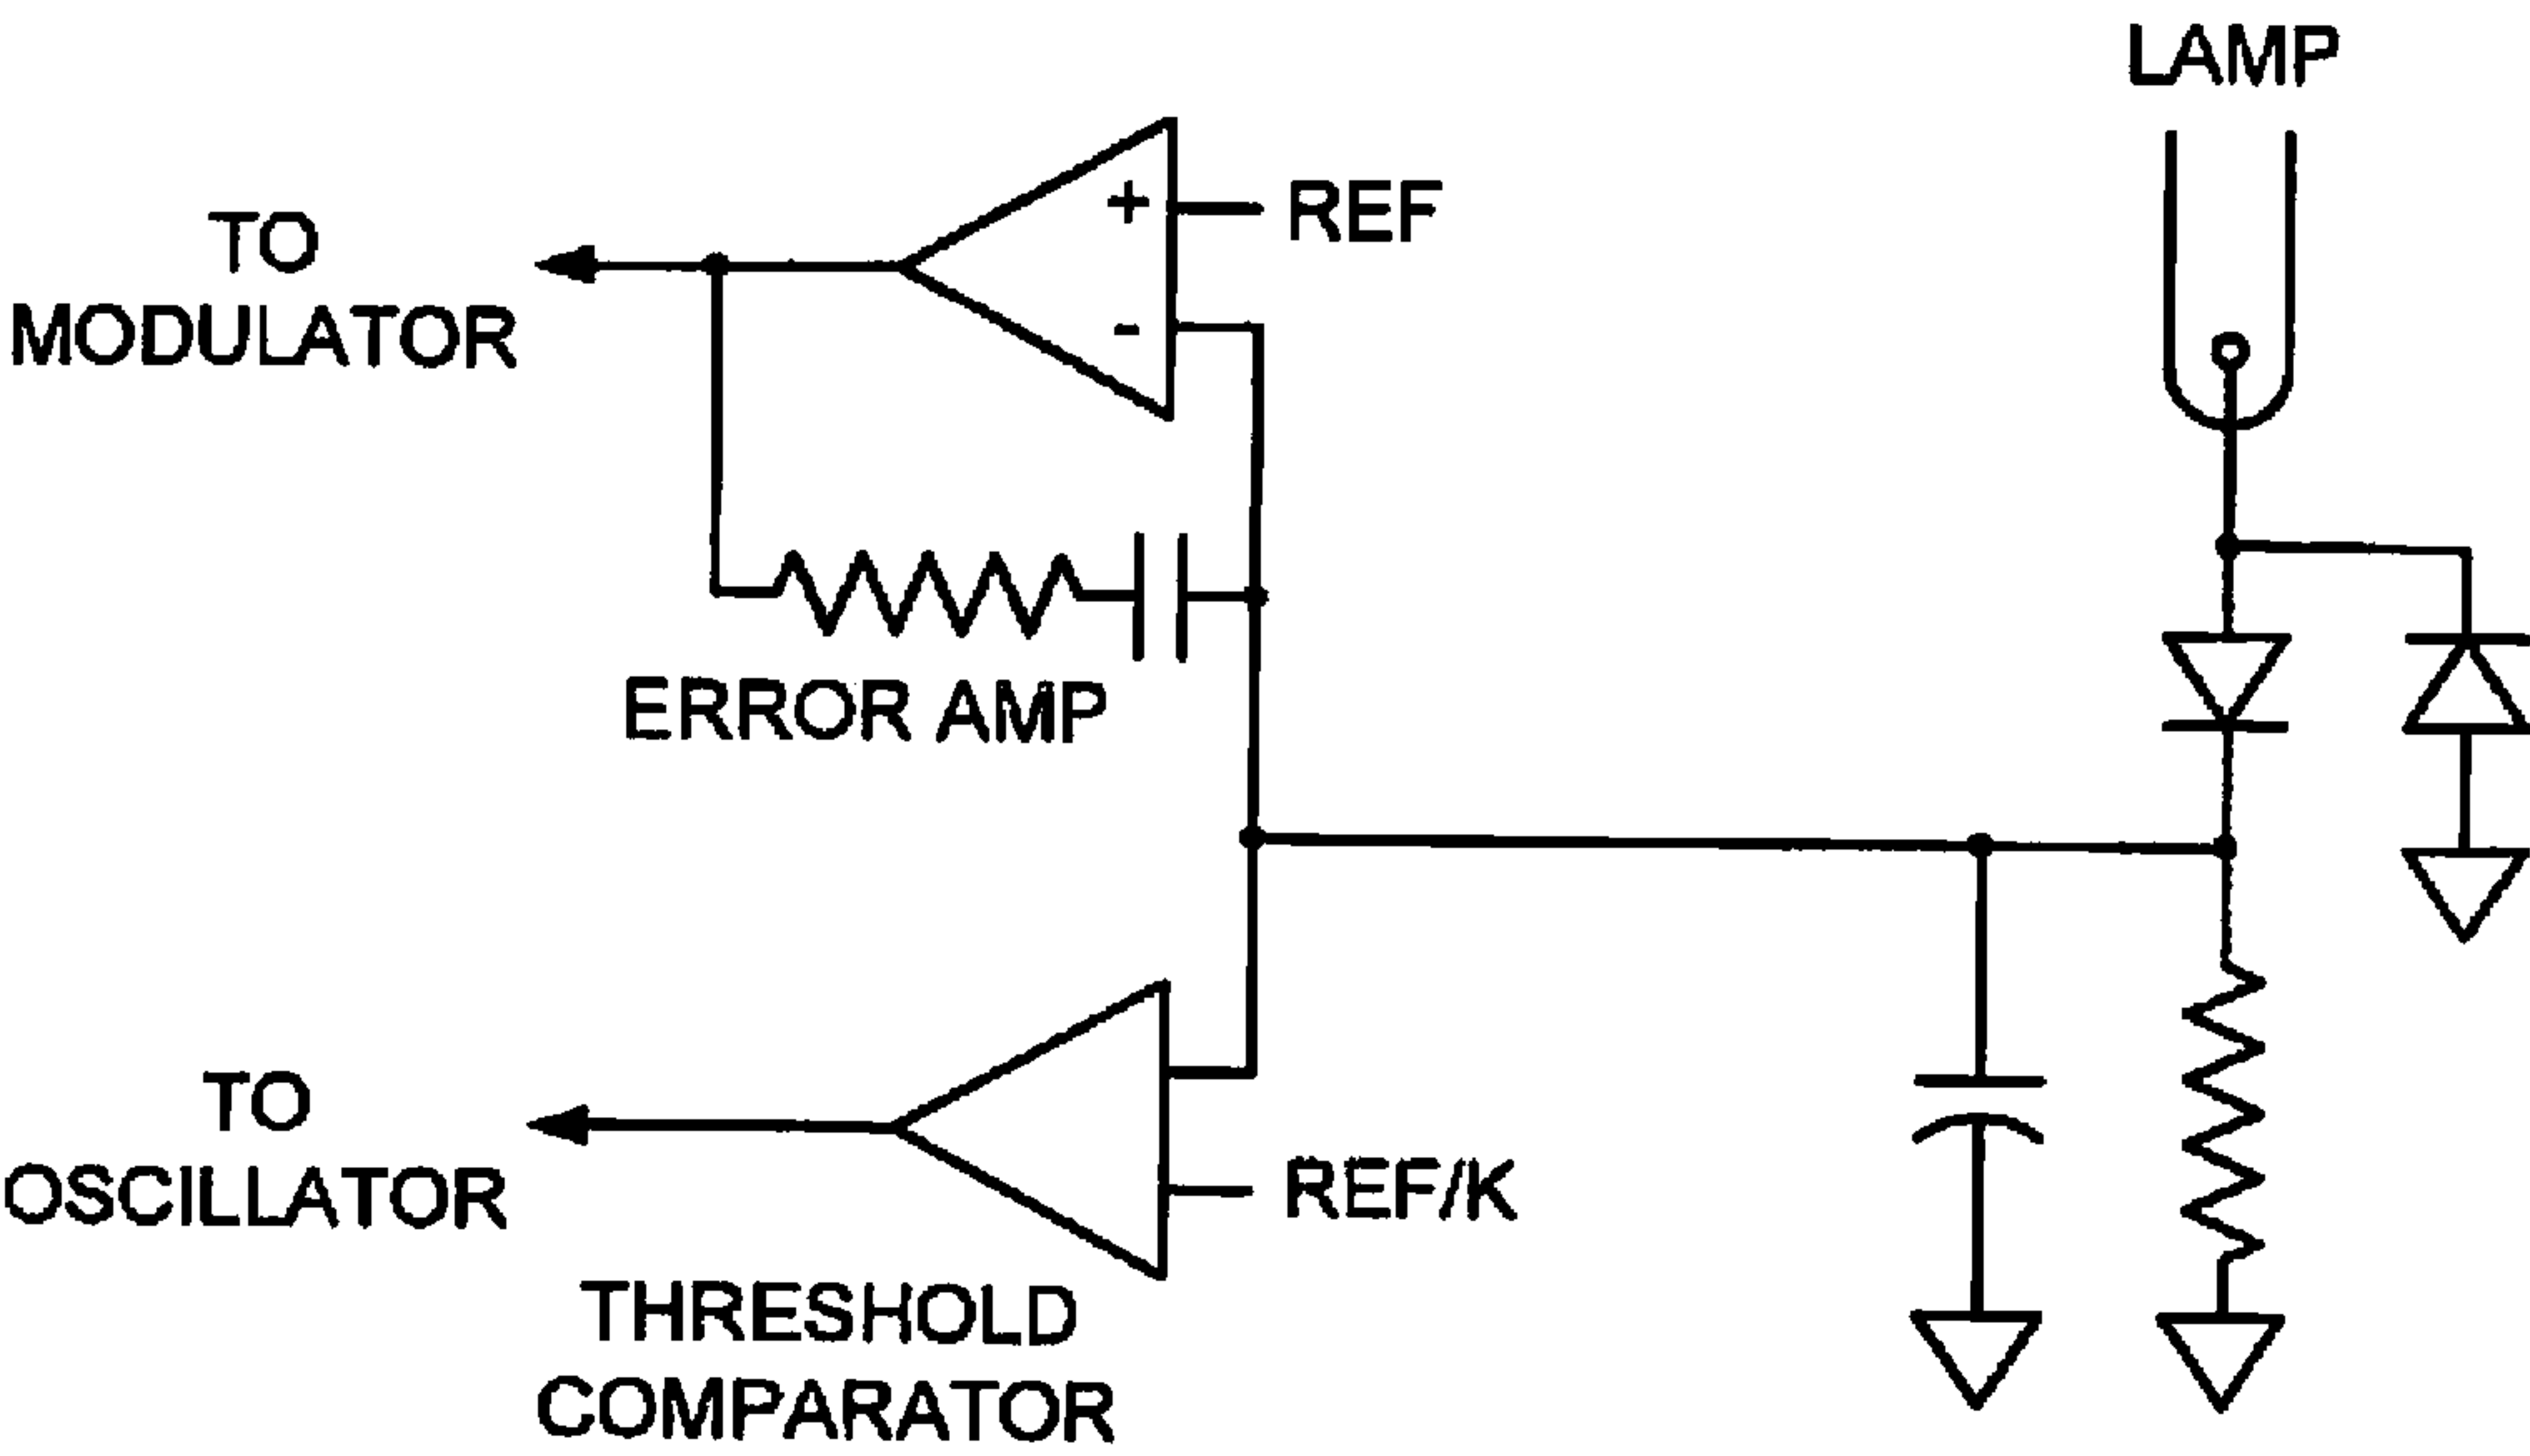 LAMP
+
REF
TO
MODULATOR
-
ERROR AMP
TO
OSCILLATOR
REF/K
THRESHOLD
COMPARATOR